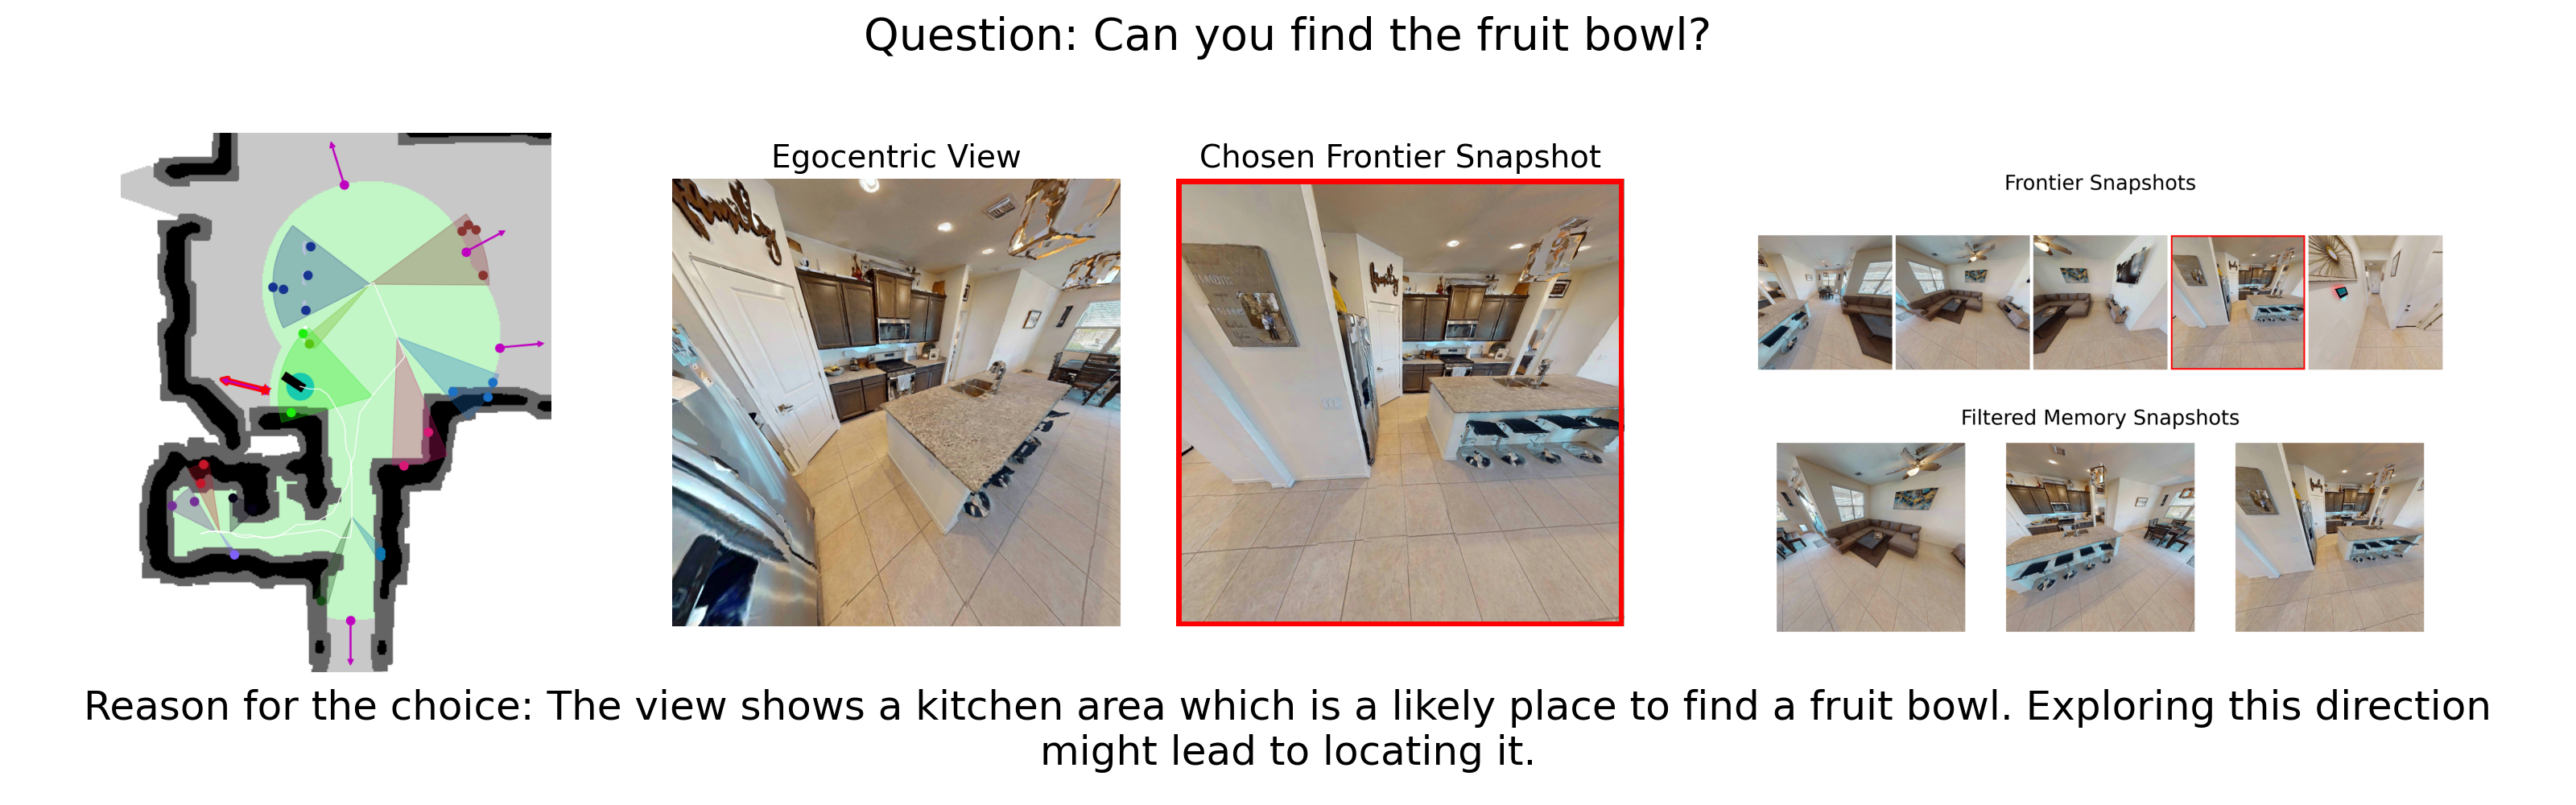 Question: Can you find the fruit bowl?
Egocentric View
Chosen Frontier Snapshot
Frontier Snapshots
family
Filtered Memory Snapshots
Reason for the choice: The view shows a kitchen area which is a likely place to find a fruit bowl. Exploring this direction
might lead to locating it.